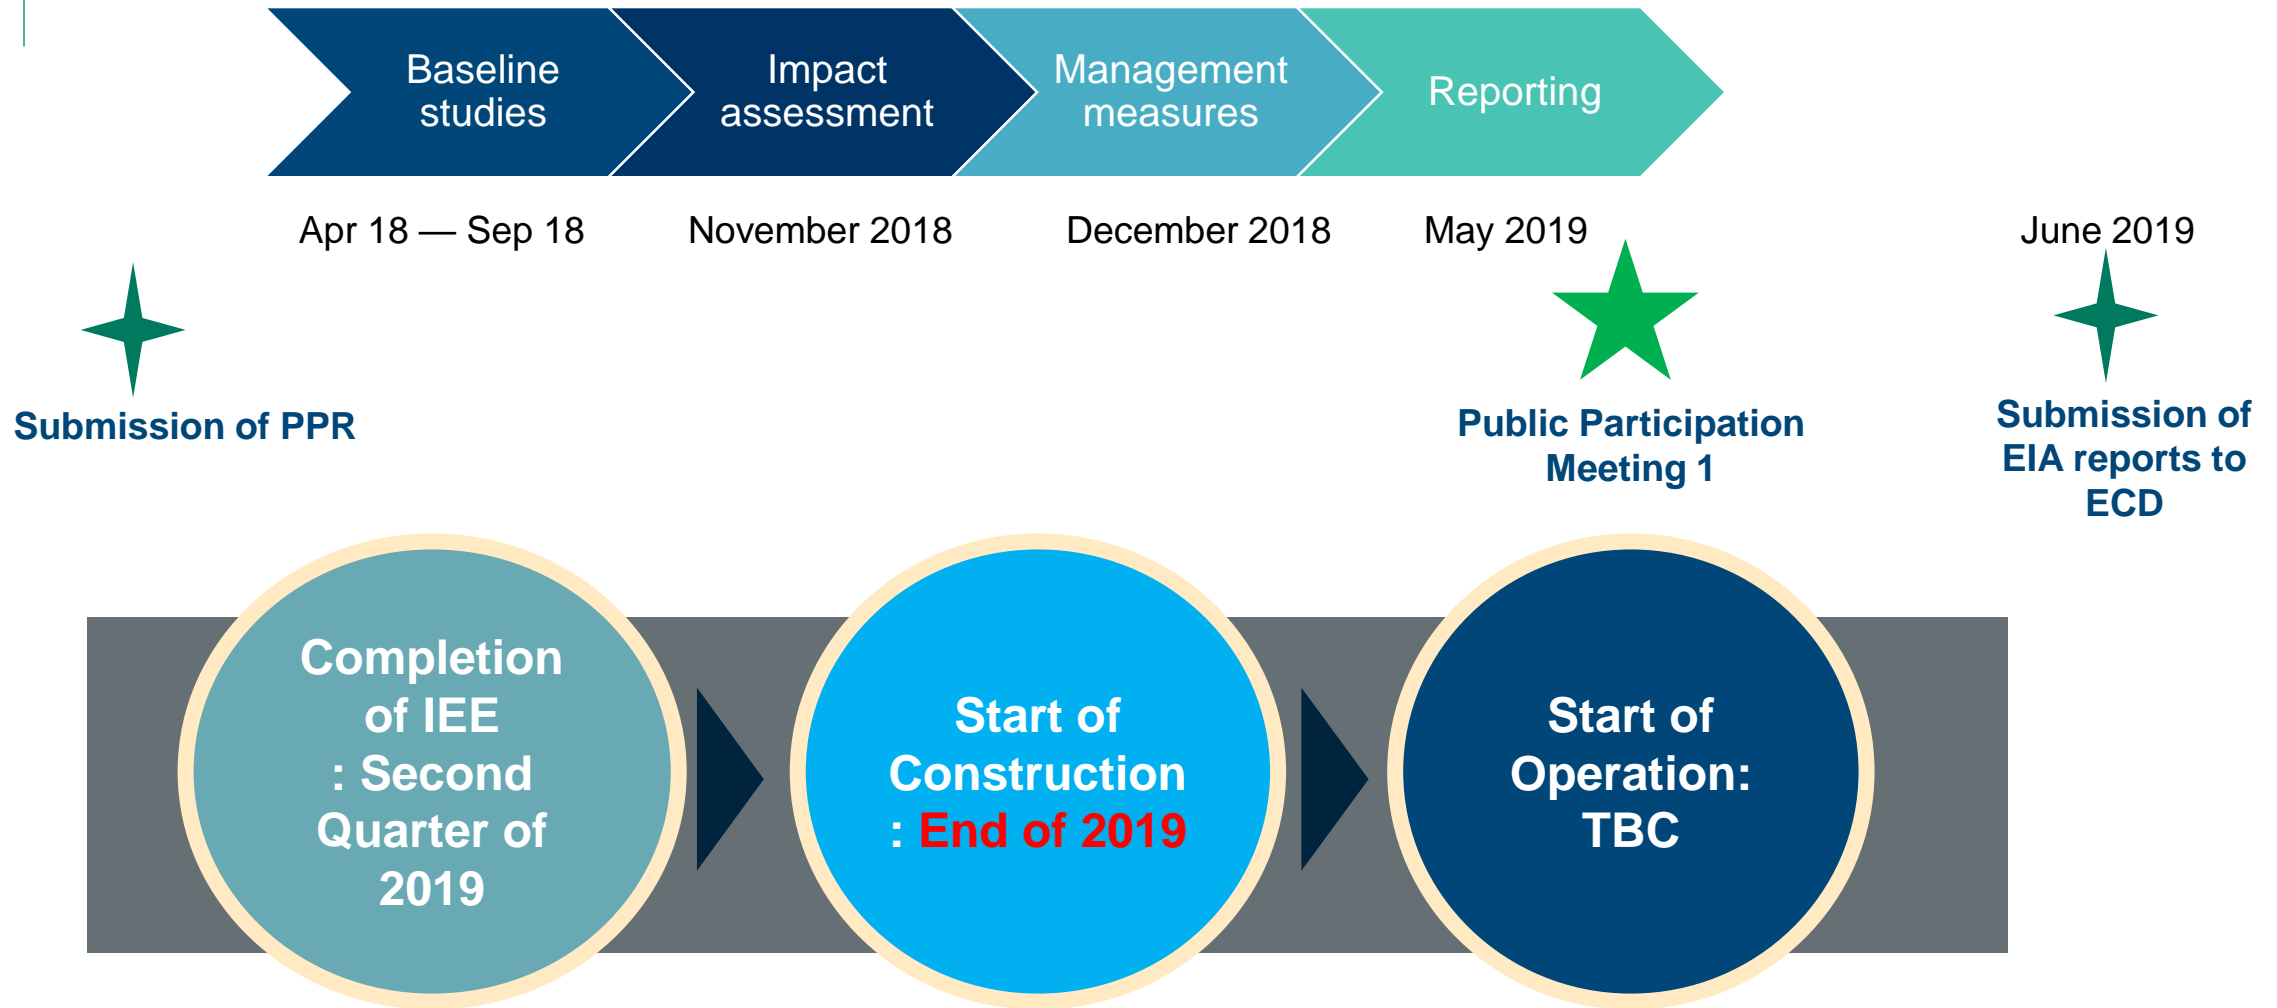 Baseline
studies
Impact
assessment
Management
measures
Reporting
Apr 18 — Sep 18
November 2018
December 2018
May 2019
June 2019
Submission of PPR
Public Participation
Meeting 1
Submission of
EIA reports to
ECD
Completion
of IEE
: Second
Quarter of
2019
Start of
Construction
: End of 2019
Start of
Operation:
TBC